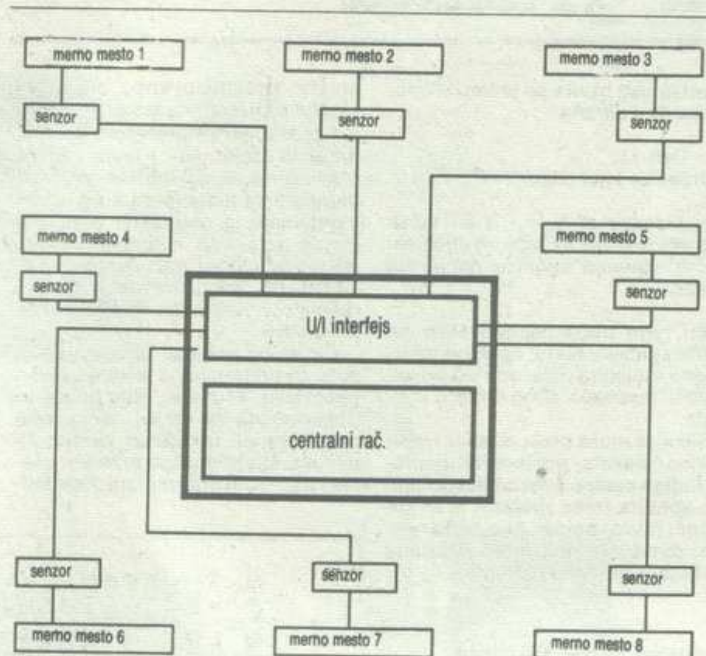 merno mesto 1
merno mesto 2
merno mesto 3
senzor
senzor
senzor
merno mesto 4
merno mesto 5
senzor
senzor
U/I interfejs
centralni rač.
senzor
senzor
senzor
merno mesto 6
merno mesto 7
merno mesto 8